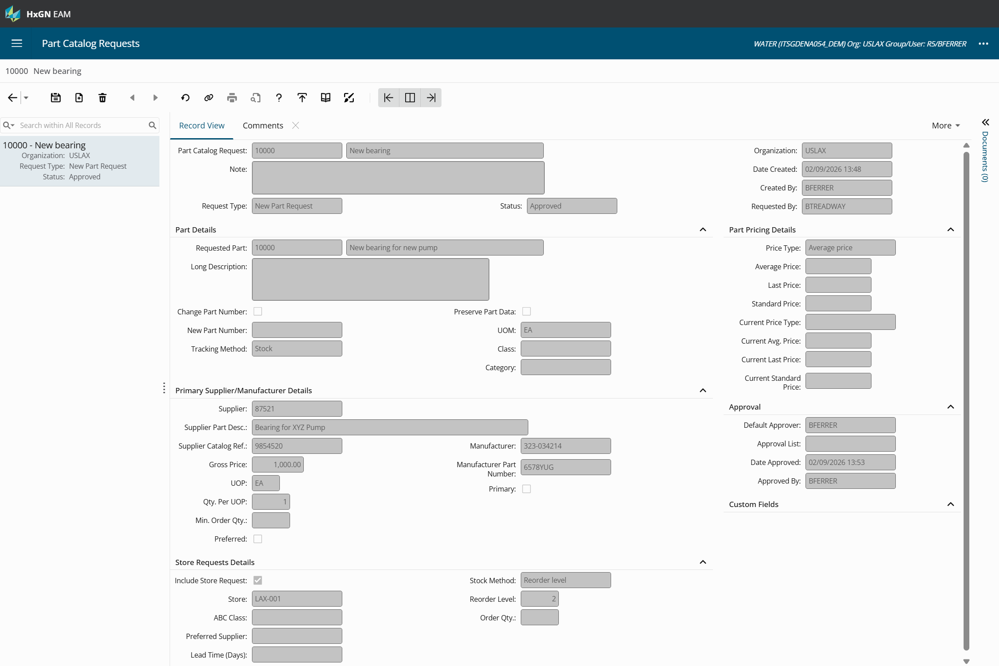 HxGN EAM
Part Catalog Requests
WATER (ITSGDENA054_DEM) Org: USLAX Group/User: R5/BFERRER
10000 New bearing
Search within All Records
10000 - New bearing
Organization: USLAX
Request Type: New Part Request
Status: Approved
Record View
Comments
More
Documents (0)
Part Catalog Request: 10000 New bearing
Note:
Request Type: New Part Request
Status: Approved
Organization: USLAX
Date Created: 02/09/2026 13:48
Created By: BFERRER
Requested By: BTREADWAY
Part Details
Requested Part: 10000 New bearing for new pump
Long Description:
Change Part Number:
Preserve Part Data:
New Part Number:
UOM: EA
Tracking Method: Stock
Class:
Category:
Part Pricing Details
Price Type: Average price
Average Price:
Last Price:
Standard Price:
Current Price Type:
Current Avg. Price:
Current Last Price:
Current Standard
Price:
Primary Supplier/Manufacturer Details
Supplier: 87521
Supplier Part Desc.: Bearing for XYZ Pump
Supplier Catalog Ref.: 9854520
Manufacturer: 323-034214
Gross Price: 1,000.00
Manufacturer Part
Number: 6578YUG
UOP: EA
Primary:
Qty. Per UOP: 1
Min. Order Qty.:
Preferred:
Approval
Default Approver: BFERRER
Approval List:
Date Approved: 02/09/2026 13:53
Approved By: BFERRER
Custom Fields
Store Requests Details
Include Store Request:
Stock Method: Reorder level
Store: LAX-001
Reorder Level: 2
ABC Class:
Order Qty.:
Preferred Supplier:
Lead Time (Days):